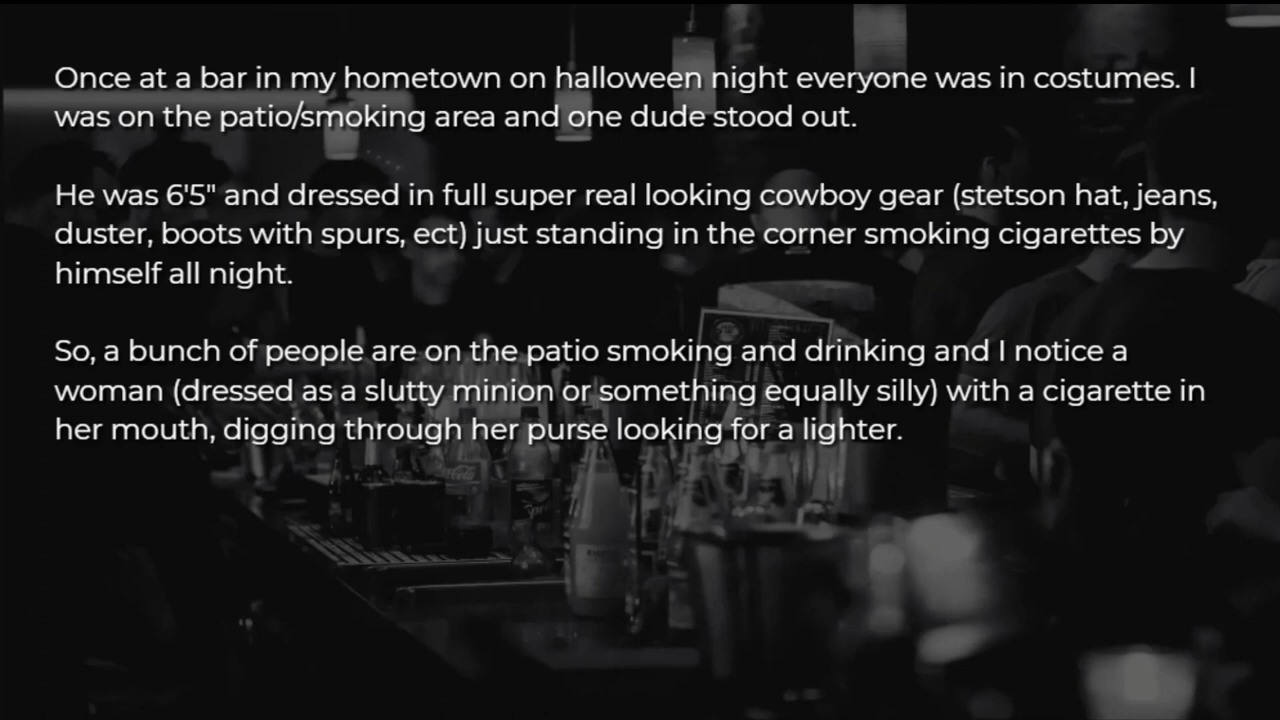 Once at a bar in my hometown on halloween night everyone was in costumes. I
was on the patio/smoking area and one dude stood out.
He was 6'5" and dressed in full super real looking cowboy gear (stetson hat, jeans,
duster, boots with spurs, ect) just standing in the corner smoking cigarettes by
himself all night.
So, a bunch of people are on the patio smoking and drinking and I notice a
woman (dressed as a slutty minion or something equally silly) with a cigarette in
her mouth, digging through her purse looking for a lighter.
Coca-Cola